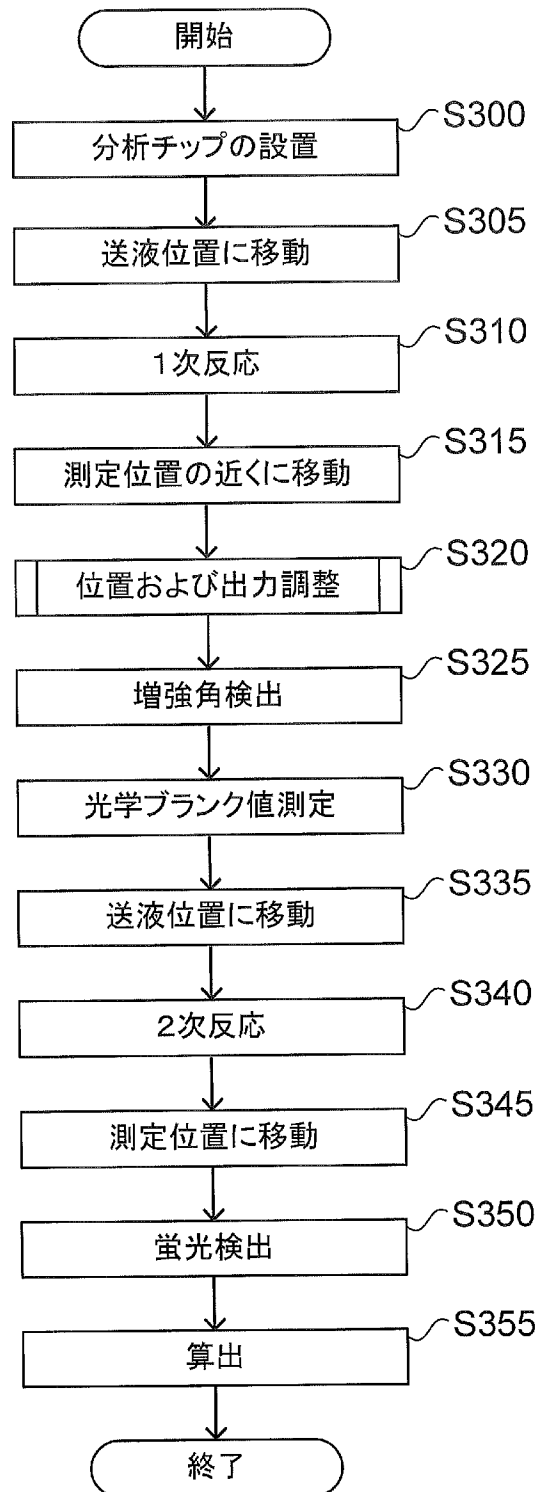 開始
S300
分析チップの設置
S305
送液位置に移動
S310
1次反応
S315
測定位置の近くに移動
S320
位置および出力調整
S325
増強角検出
S330
光学ブランク値測定
S335
送液位置に移動
S340
2次反応
S345
測定位置に移動
S350
蛍光検出
S355
算出
終了